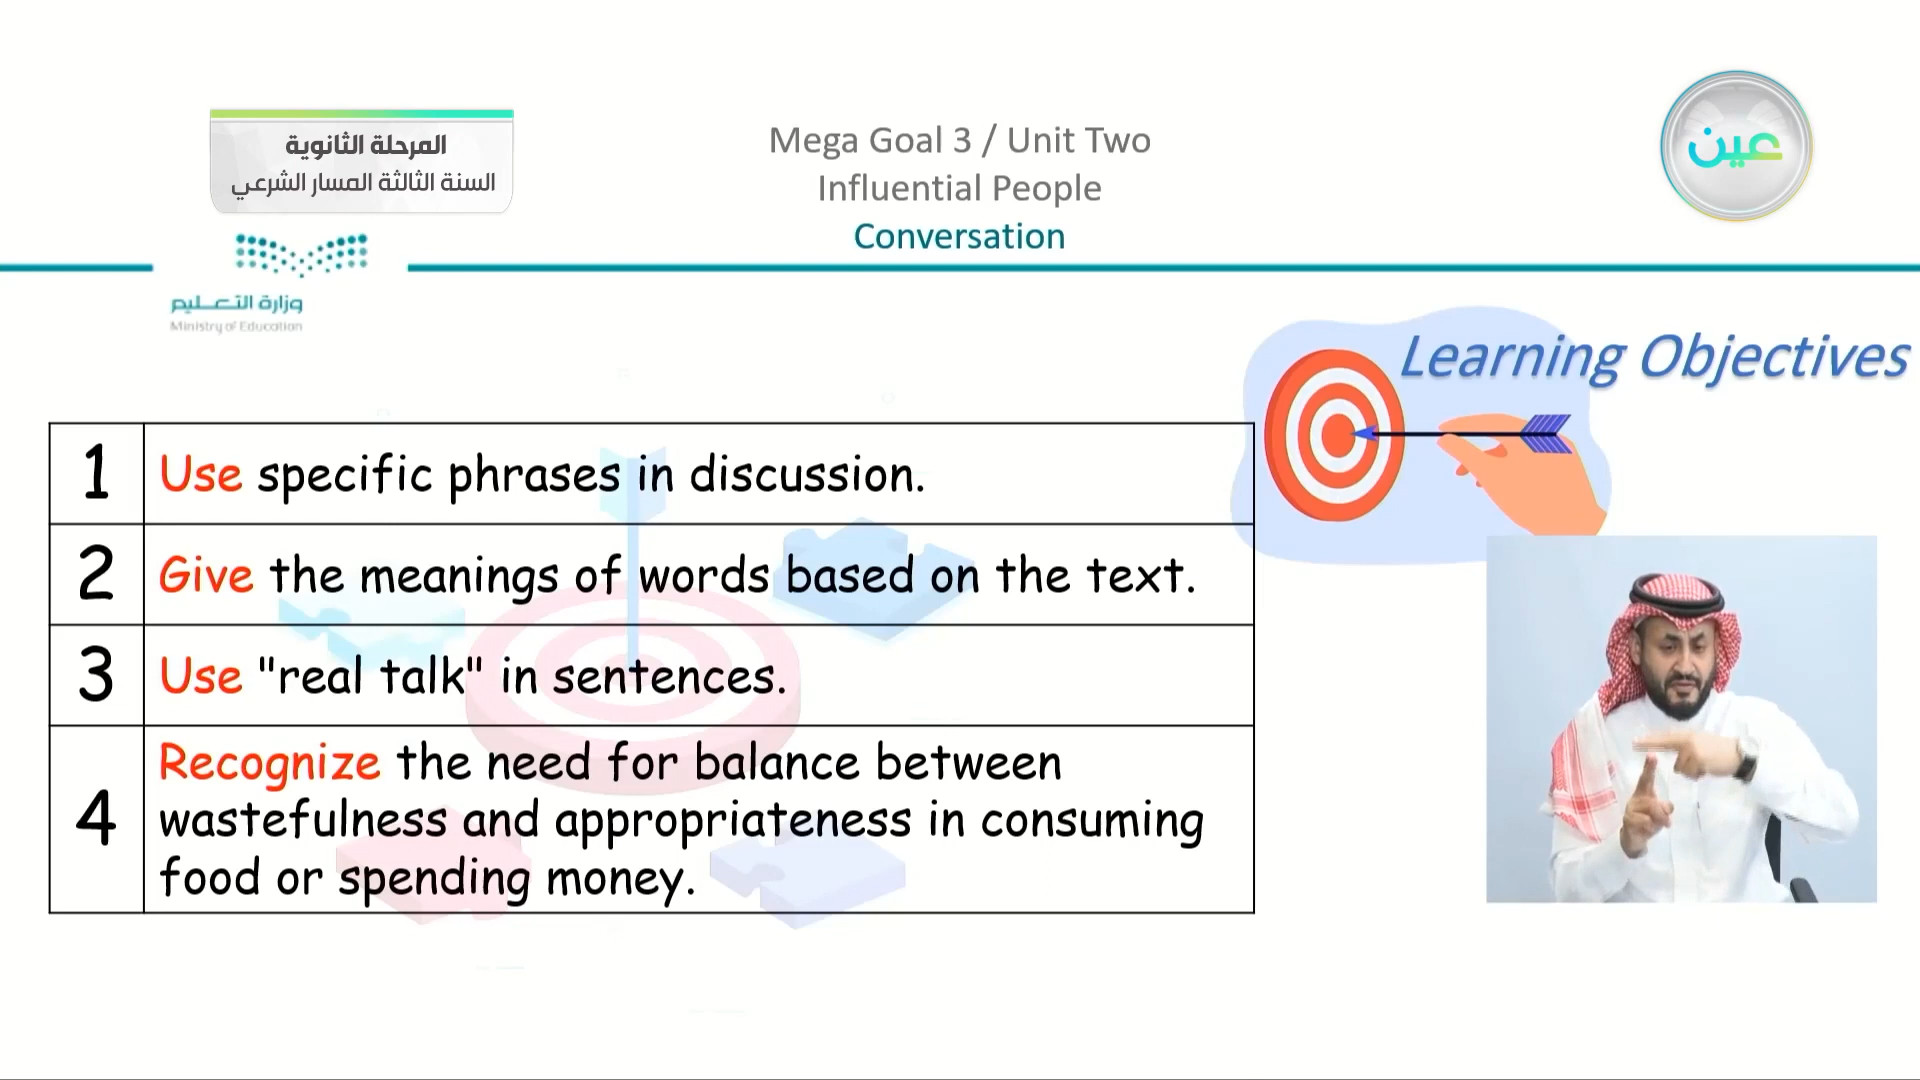 المرحلة الثانوية
السنة الثالثة المسار الشرعي
Mega Goal 3 / Unit Two
Influential People
Conversation
عين
وزارة التعليم
Ministry of Education
Learning Objectives
1 Use specific phrases in discussion.
2 Give the meanings of words based on the text.
3 Use "real talk" in sentences.
4 Recognize the need for balance between
wastefulness and appropriateness in consuming
food or spending money.